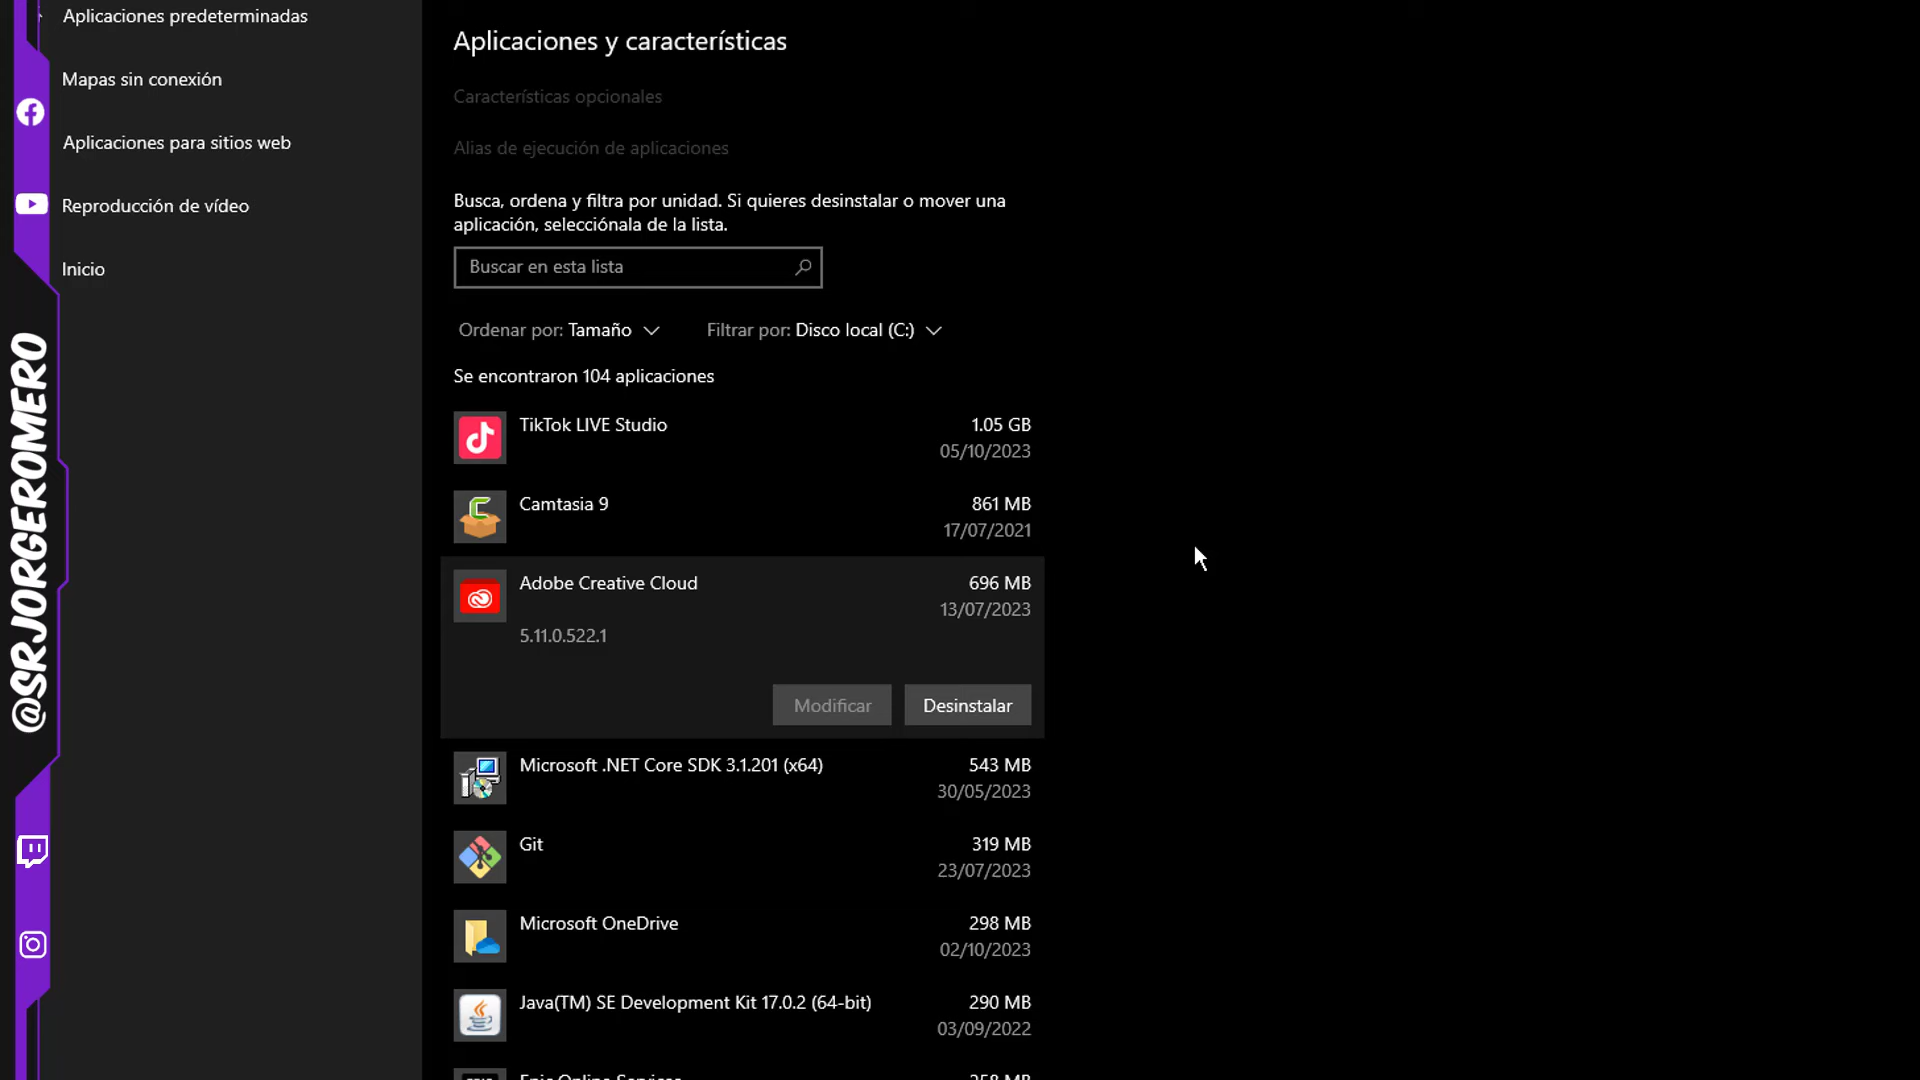 Aplicaciones predeterminadas
Mapas sin conexión
Aplicaciones para sitios web
Reproducción de vídeo
Inicio
@SRJORGEROMERO
Aplicaciones y características
Características opcionales
Alias de ejecución de aplicaciones
Busca, ordena y filtra por unidad. Si quieres desinstalar o mover una
aplicación, selecciónala de la lista.
Buscar en esta lista
Ordenar por: Tamaño
Filtrar por: Disco local (C:)
Se encontraron 104 aplicaciones
TikTok LIVE Studio
1.05 GB
05/10/2023
Camtasia 9
861 MB
17/07/2021
Adobe Creative Cloud
696 MB
13/07/2023
5.11.0.522.1
Modificar
Desinstalar
Microsoft .NET Core SDK 3.1.201 (x64)
543 MB
30/05/2023
Git
319 MB
23/07/2023
Microsoft OneDrive
298 MB
02/10/2023
Java(TM) SE Development Kit 17.0.2 (64-bit)
290 MB
03/09/2022
Epic Online Services
258 MB